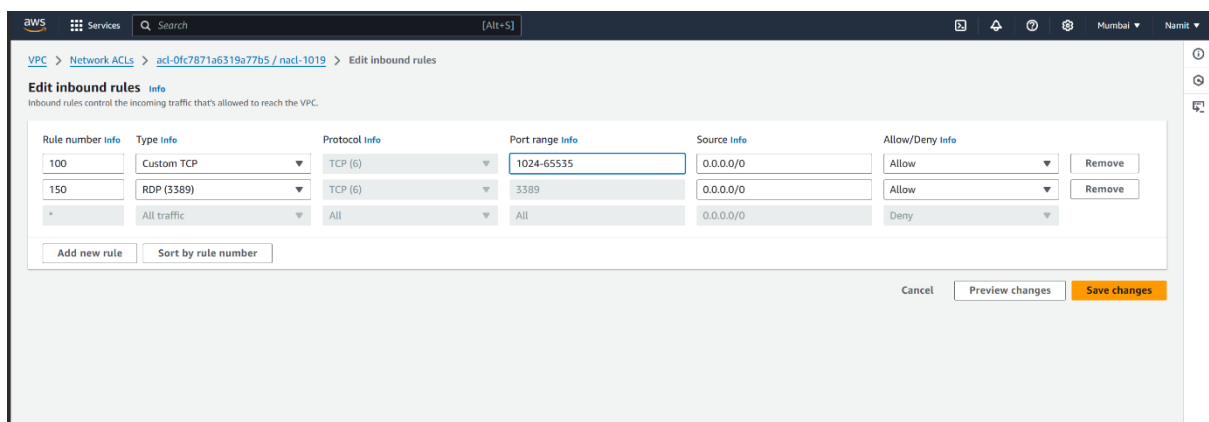 aws Services Search [Alt+S] Mumbai Namit
VPC > Network ACLs > acl-0fc7871a6319a77b5 / nacl-1019 > Edit inbound rules
Edit inbound rules Info
Inbound rules control the incoming traffic that's allowed to reach the VPC.
Rule number Info Type Info Protocol Info Port range Info Source Info Allow/Deny Info
100 Custom TCP TCP (6) 1024-65535 0.0.0.0/0 Allow Remove
150 RDP (3389) TCP (6) 3389 0.0.0.0/0 Allow Remove
* All traffic All All 0.0.0.0/0 Deny
Add new rule Sort by rule number
Cancel Preview changes Save changes